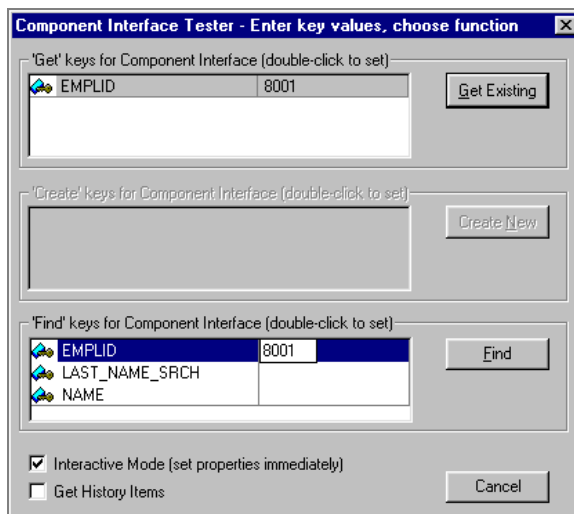 Component Interface Tester - Enter key values, choose function
'Get' keys for Component Interface (double-click to set)
EMPLID 8001
Get Existing
'Create' keys for Component Interface (double-click to set)
Create New
'Find' keys for Component Interface (double-click to set)
EMPLID 8001
Find
LAST_NAME_SRCH
NAME
Interactive Mode (set properties immediately)
Get History Items
Cancel